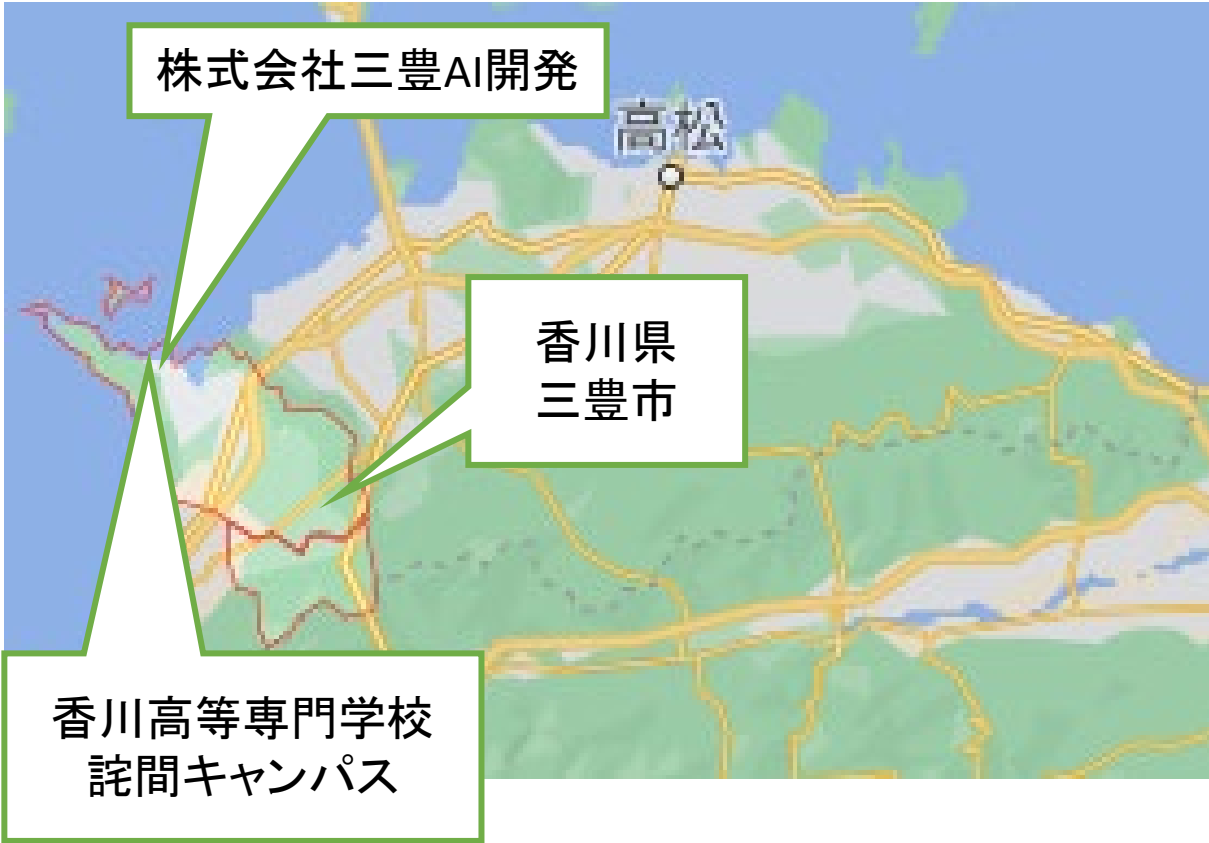 株式会社三豊AI開発
高松
香川県
三豊市
香川高等専門学校
詫間キャンパス